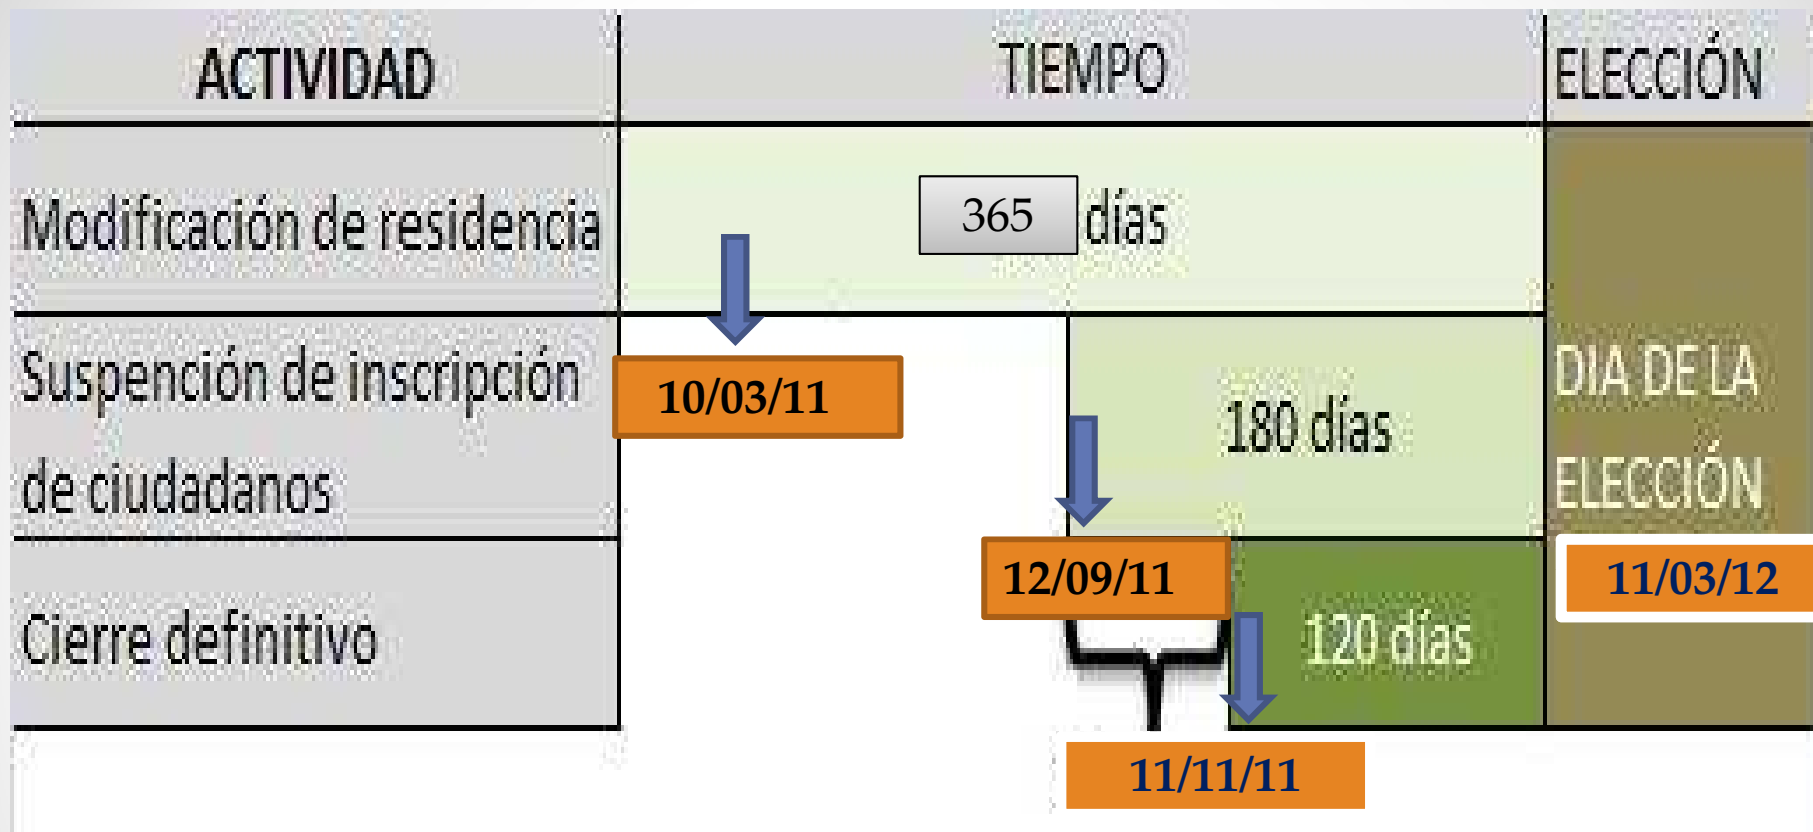 ACTIVIDAD
TIEMPO
ELECCIÓN
Modificación de residencia
365 días
Suspención de inscripción
de ciudadanos
10/03/11
180 días
DIA DE LA
ELECCIÓN
12/09/11
11/03/12
Cierre definitivo
120 días
11/11/11